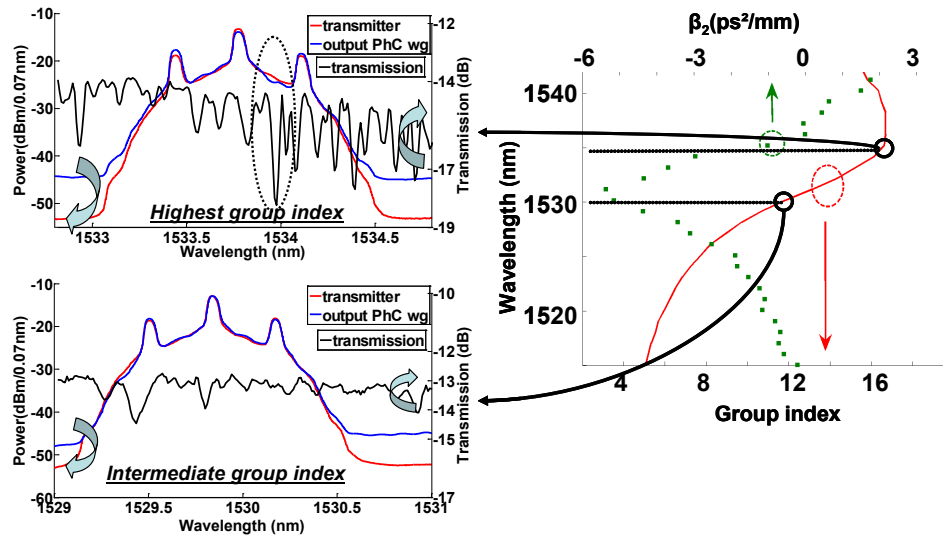 -10
-20
-30
-40
-50
Power(dBm/0.07nm)
transmitter
output PhC wg
transmission
-12
-13
-14
-16
-17
-18
-19
Transmission (dB)
Highest group index
1533
1533.5
1534
1534.5
Wavelength (nm)
-10
-20
-30
-40
-50
-60
Power(dBm/0.07nm)
transmitter
output PhC wg
transmission
-10
-11
-13
-14
-15
-17
Transmission (dB)
Intermediate group index
1529
1529.5
1530
1530.5
1531
Wavelength (nm)
β2(ps²/mm)
-6
-3
0
3
1540
1530
1520
Wavelength (nm)
4
8
12
16
Group index